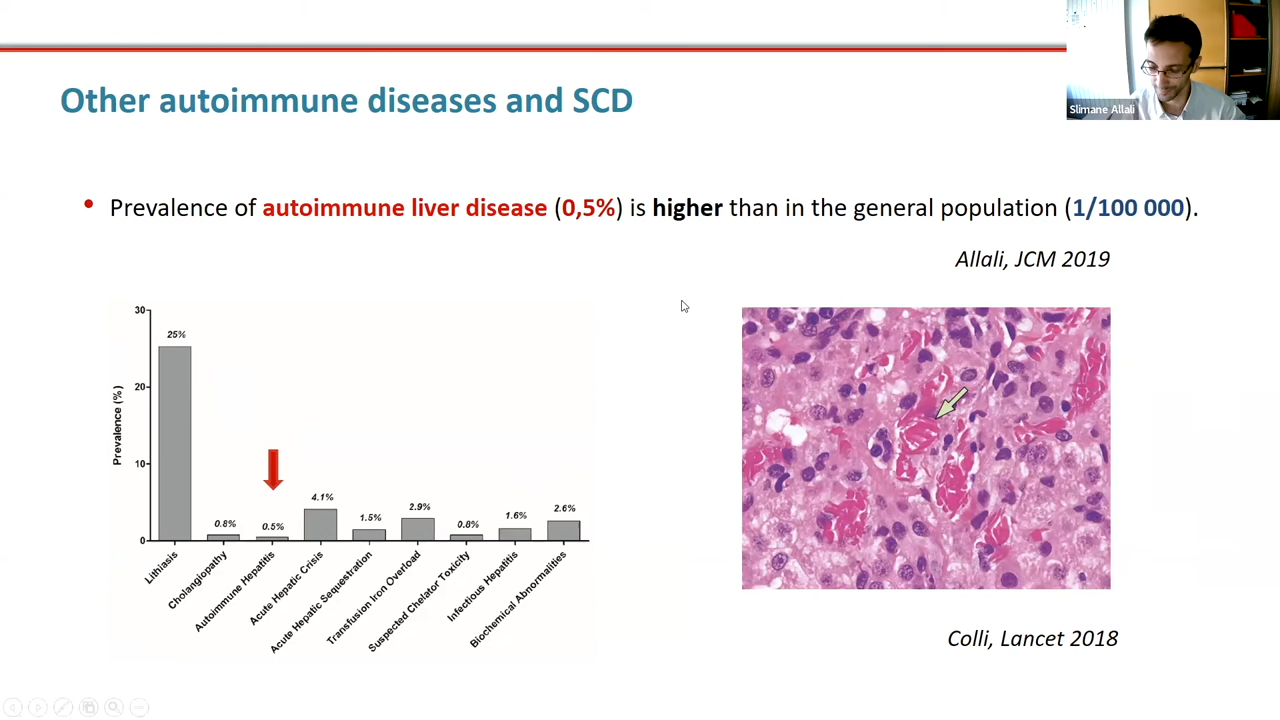 Slimane Allali
Other autoimmune diseases and SCD
• Prevalence of autoimmune liver disease (0,5%) is higher than in the general population (1/100 000).
Allali, JCM 2019
Prevalence (%)
30
20
10
0
25%
0.8%
0.5%
4.1%
1.5%
2.9%
0.8%
1.6%
2.6%
Lithiasis
Cholangiopathy
Autoimmune Hepatitis
Acute Hepatic Crisis
Acute Hepatic Sequestration
Transfusion Iron Overload
Suspected Chelator Toxicity
Infectious Hepatitis
Biochemical Abnormalities
Colli, Lancet 2018